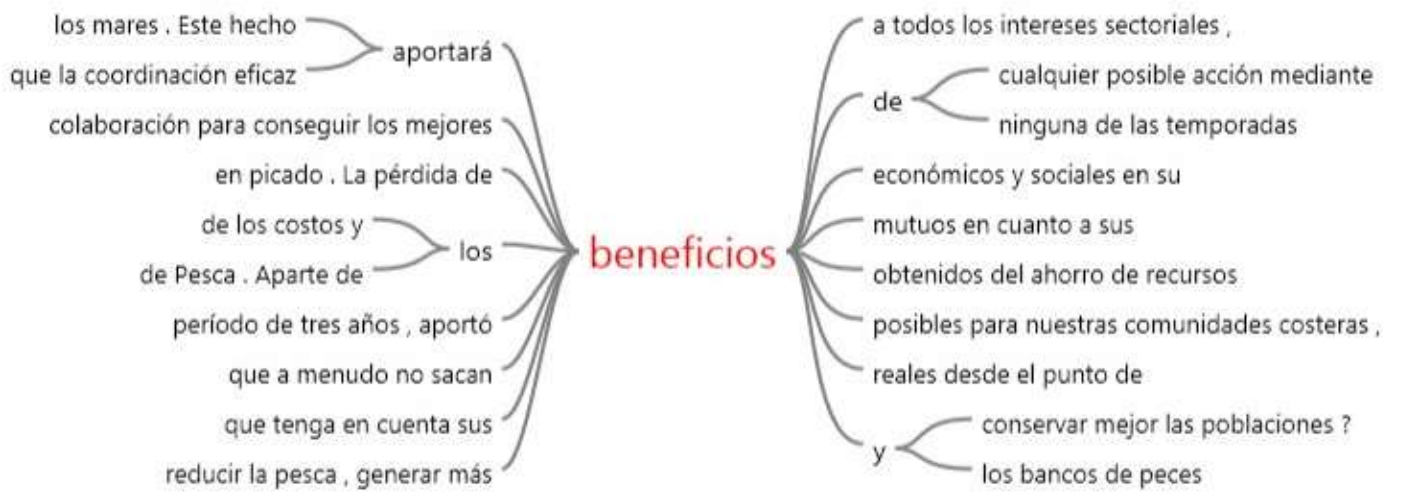 los mares . Este hecho
que la coordinación eficaz
aportará
colaboración para conseguir los mejores
en picado . La pérdida de
de los costos y
de Pesca . Aparte de
los
período de tres años , aportó
que a menudo no sacan
que tenga en cuenta sus
reducir la pesca , generar más
beneficios
a todos los intereses sectoriales ,
de
cualquier posible acción mediante
ninguna de las temporadas
económicos y sociales en su
mutuos en cuanto a sus
obtenidos del ahorro de recursos
posibles para nuestras comunidades costeras ,
reales desde el punto de
y
conservar mejor las poblaciones ?
los bancos de peces